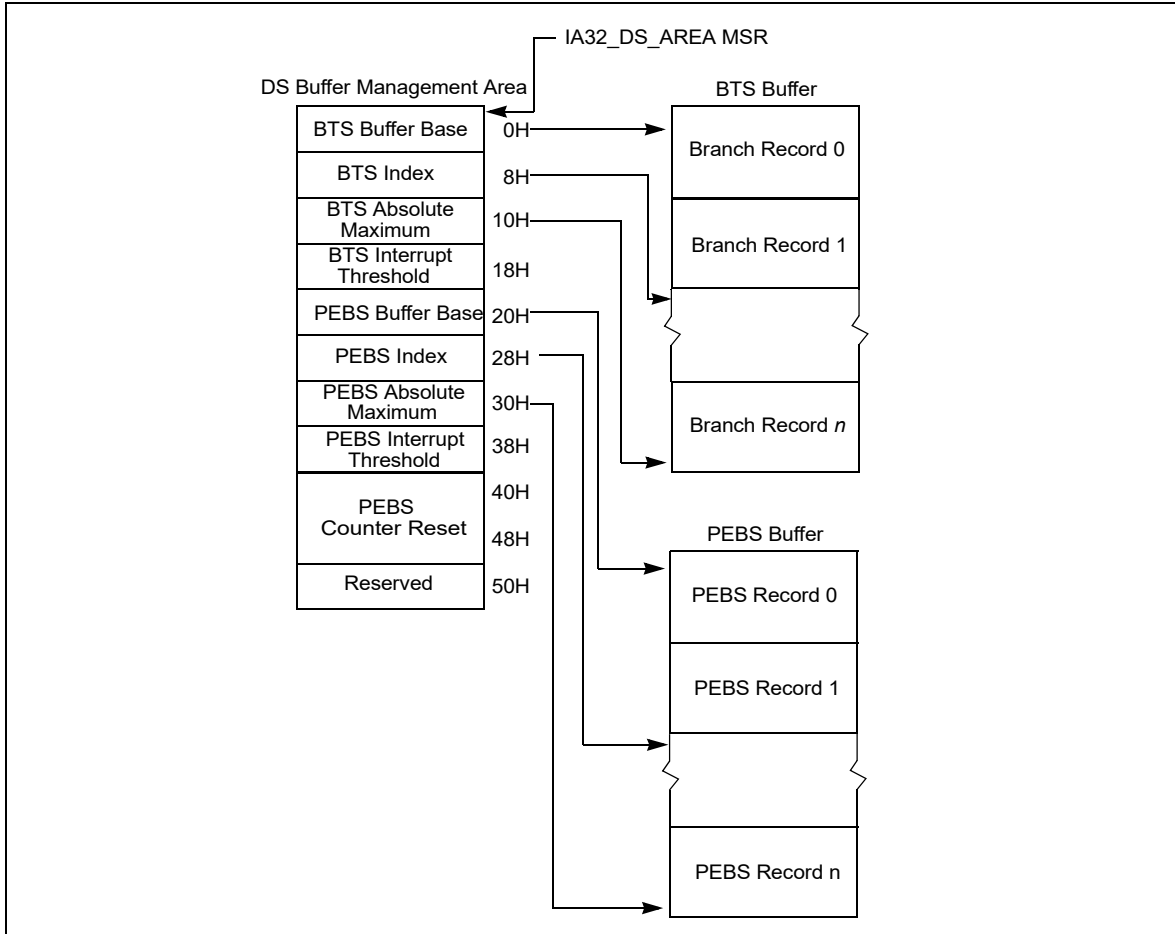 IA32_DS_AREA MSR
DS Buffer Management Area
BTS Buffer Base 0H
BTS Index 8H
BTS Absolute
Maximum 10H
BTS Interrupt
Threshold 18H
PEBS Buffer Base 20H
PEBS Index 28H
PEBS Absolute
Maximum 30H
PEBS Interrupt
Threshold 38H
40H
PEBS
Counter Reset
48H
Reserved 50H
BTS Buffer
Branch Record 0
Branch Record 1
Branch Record n
PEBS Buffer
PEBS Record 0
PEBS Record 1
PEBS Record n